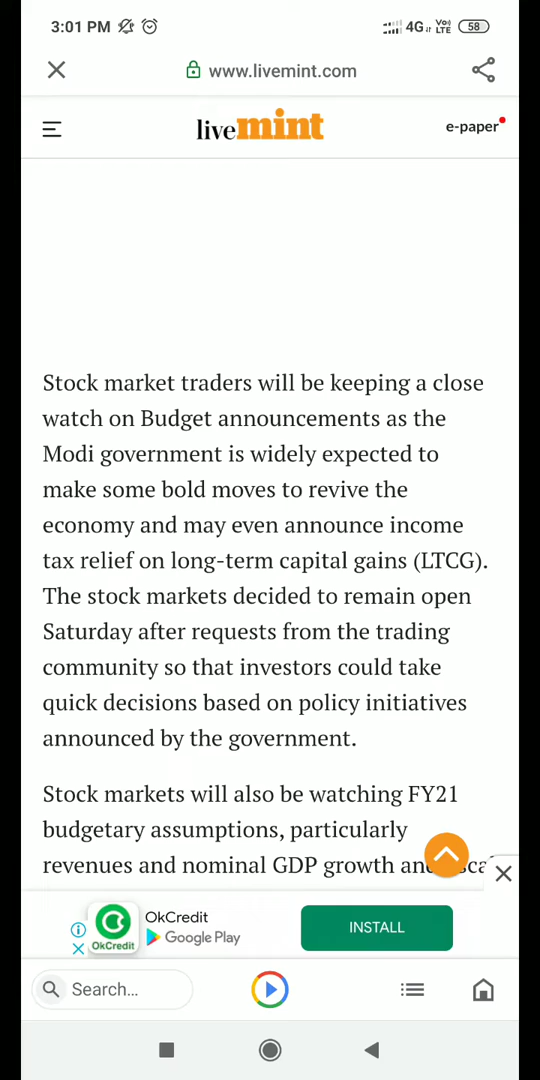 3:01 PM
4G
Vo)
LTE
58
www.livemint.com
livemint
e-paper
Stock market traders will be keeping a close
watch on Budget announcements as the
Modi government is widely expected to
make some bold moves to revive the
economy and may even announce income
tax relief on long-term capital gains (LTCG).
The stock markets decided to remain open
Saturday after requests from the trading
community so that investors could take
quick decisions based on policy initiatives
announced by the government.
Stock markets will also be watching FY21
budgetary assumptions, particularly
revenues and nominal GDP growth and
OkCredit
OkCredit
Google Play
INSTALL
Search...